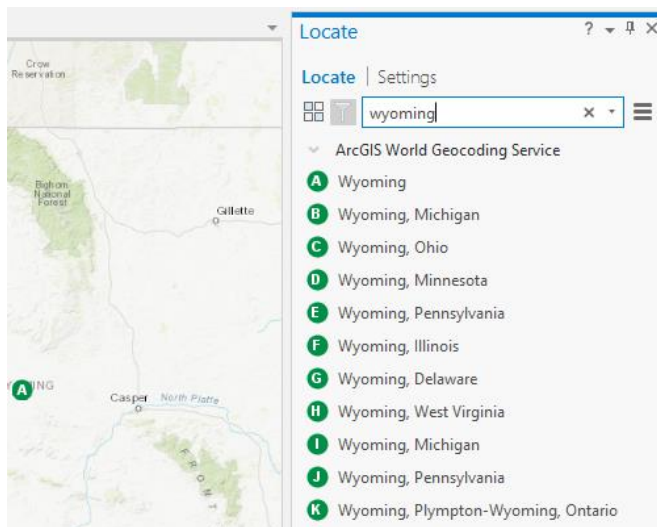 Crow
Reservation
Bighorn
National
Forest
Gillette
A
WYOMING
Casper
North Platte
FRONT
Locate
?
Locate | Settings
wyoming
ArcGIS World Geocoding Service
A Wyoming
B Wyoming, Michigan
C Wyoming, Ohio
D Wyoming, Minnesota
E Wyoming, Pennsylvania
F Wyoming, Illinois
G Wyoming, Delaware
H Wyoming, West Virginia
I Wyoming, Michigan
J Wyoming, Pennsylvania
K Wyoming, Plympton-Wyoming, Ontario